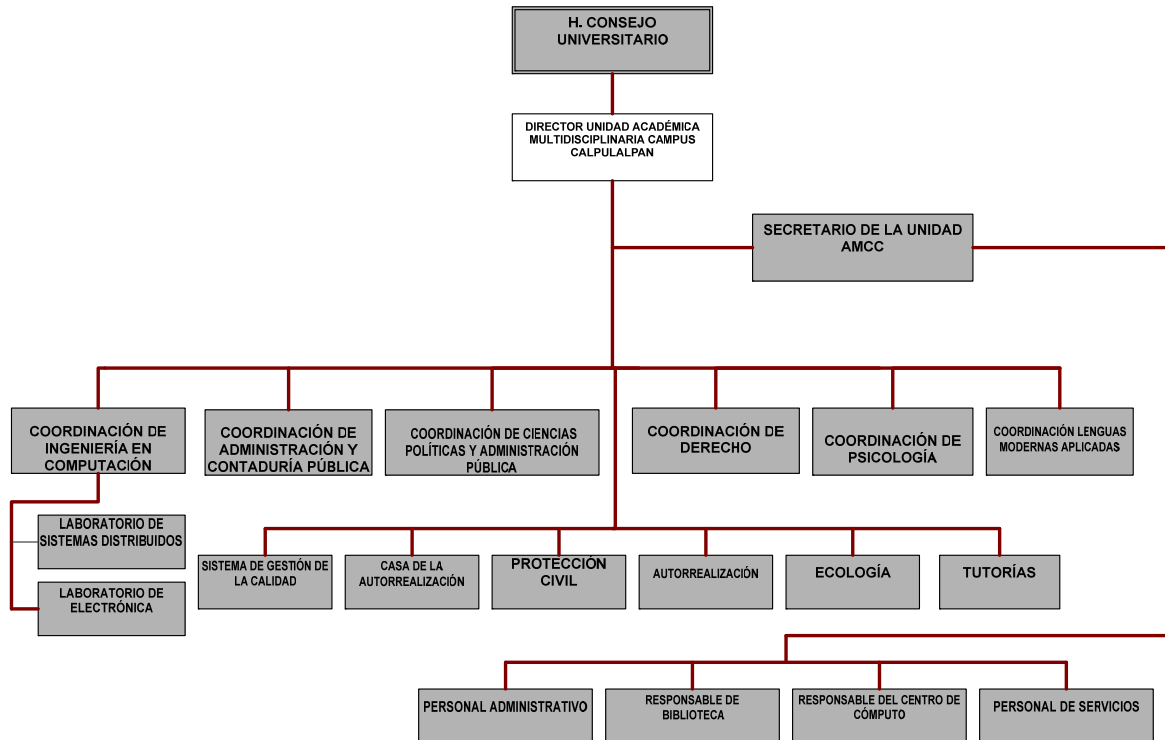 H. CONSEJO
UNIVERSITARIO
DIRECTOR UNIDAD ACADÉMICA
MULTIDISCIPLINARIA CAMPUS
CALPULALPAN
SECRETARIO DE LA UNIDAD
AMCC
COORDINACIÓN DE
INGENIERÍA EN
COMPUTACIÓN
COORDINACIÓN DE
ADMINISTRACIÓN Y
CONTADURÍA PÚBLICA
COORDINACIÓN DE CIENCIAS
POLÍTICAS Y ADMINISTRACIÓN
PÚBLICA
COORDINACIÓN DE
DERECHO
COORDINACIÓN DE
PSICOLOGÍA
COORDINACIÓN LENGUAS
MODERNAS APLICADAS
LABORATORIO DE
SISTEMAS DISTRIBUIDOS
LABORATORIO DE
ELECTRÓNICA
SISTEMA DE GESTIÓN DE
LA CALIDAD
CASA DE LA
AUTORREALIZACIÓN
PROTECCIÓN
CIVIL
AUTORREALIZACIÓN
ECOLOGÍA
TUTORÍAS
PERSONAL ADMINISTRATIVO
RESPONSABLE DE
BIBLIOTECA
RESPONSABLE DEL CENTRO DE
CÓMPUTO
PERSONAL DE SERVICIOS